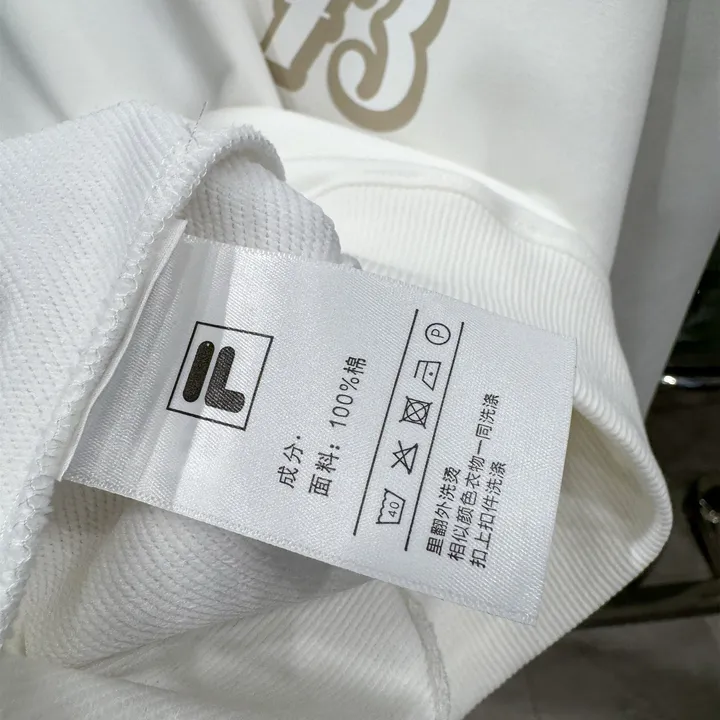 成分:
面料: 100%棉
40
P
里翻外洗烫
相似颜色衣物一同洗涤
扣上扣件洗涤